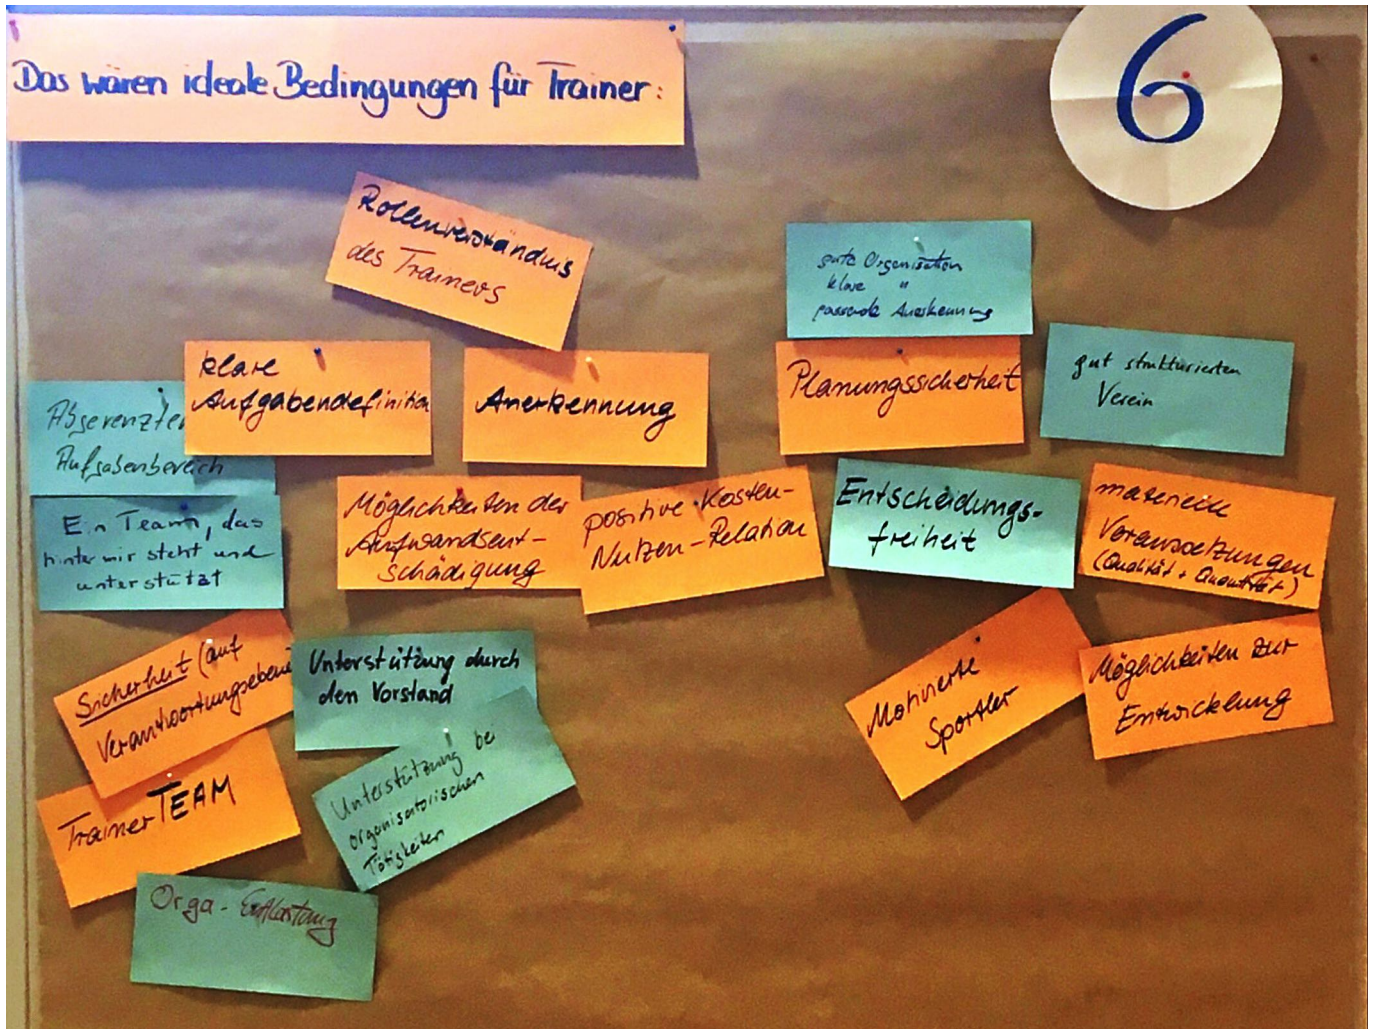 Das wären ideale Bedingungen für Trainer:
6
Rollenverständnis
des Trainers
gute Organisation
klare "
passende Anerkennung
klare
Aufgabendefinition
Anerkennung
Planungssicherheit
gut strukturierten
Verein
Abgerenzter
Aufgabenbereich
Ein Team, das
hinter mir steht und
unterstützt
Möglichkeiten der
Aufwandsent-
schädigung
positive Kosten-
Nutzen-Relation
Entscheidungs-
freiheit
materielle
Voraussetzungen
(Qualität + Quantität)
Sicherheit (auf
Verantwortungsebene
Unterstützung durch
den Vorstand
Motivierte
Sportler
Möglichkeiten zur
Entwicklung
TrainerTEAM
Unterstützung bei
organisatorischen
Tätigkeiten
Orga-Entlastung